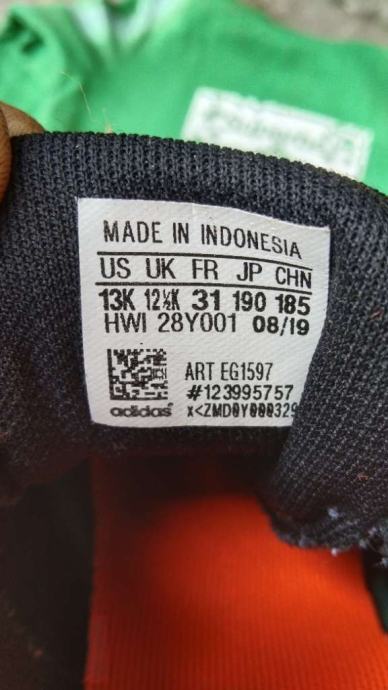 MADE IN INDONESIA
US UK FR JP CHN
13K 12½K 31 190 185
HWI 28Y001 08/19
ART EG1597
#123995757
adidas